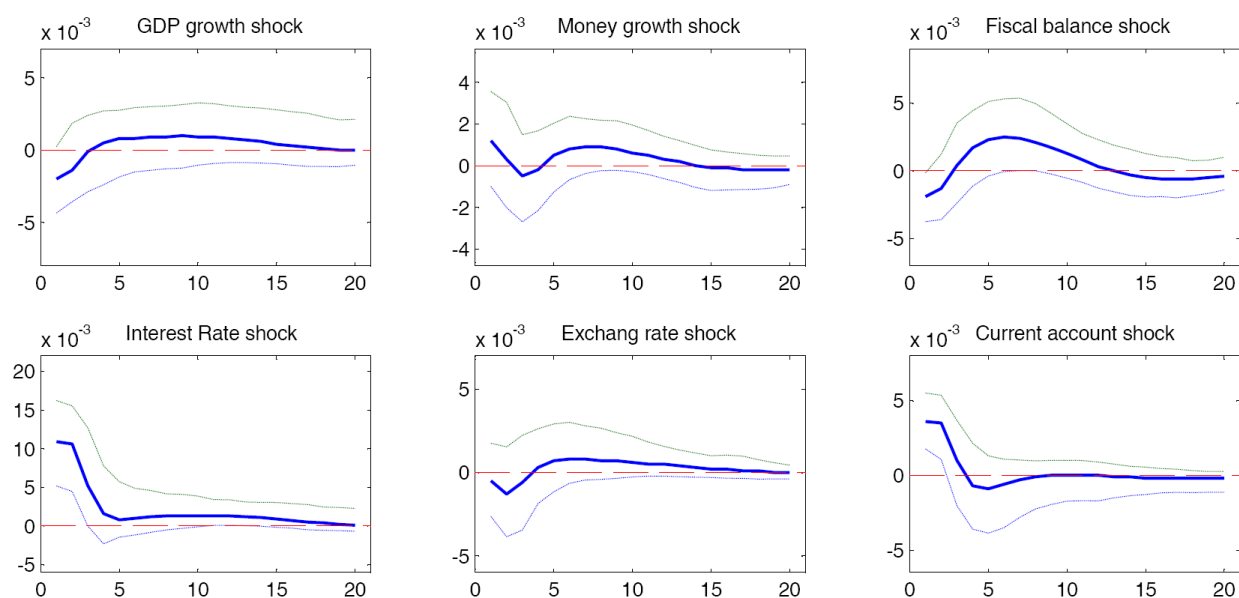 x 10-3 GDP growth shock
5
0
-5
0 5 10 15 20
x 10-3 Money growth shock
4
2
0
-2
-4
0 5 10 15 20
x 10-3 Fiscal balance shock
5
0
-5
0 5 10 15 20
x 10-3 Interest Rate shock
20
15
10
5
0
-5
0 5 10 15 20
x 10-3 Exchang rate shock
5
0
-5
0 5 10 15 20
x 10-3 Current account shock
5
0
-5
0 5 10 15 20